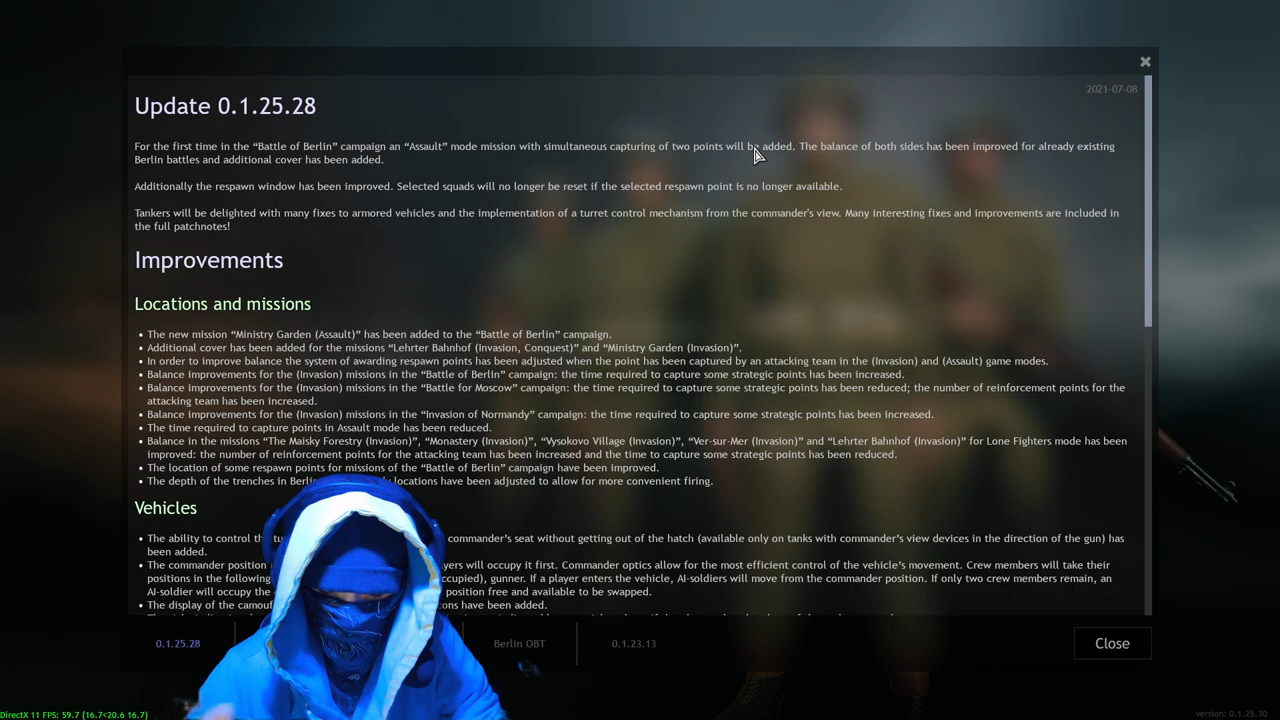 2021-07-08
Update 0.1.25.28
For the first time in the “Battle of Berlin” campaign an “Assault” mode mission with simultaneous capturing of two points will be added. The balance of both sides has been improved for already existing
Berlin battles and additional cover has been added.
Additionally the respawn window has been improved. Selected squads will no longer be reset if the selected respawn point is no longer available.
Tankers will be delighted with many fixes to armored vehicles and the implementation of a turret control mechanism from the commander's view. Many interesting fixes and improvements are included in
the full patchnotes!
Improvements
Locations and missions
• The new mission “Ministry Garden (Assault)” has been added to the “Battle of Berlin” campaign.
• Additional cover has been added for the missions “Lehrter Bahnhof (Invasion, Conquest)” and “Ministry Garden (Invasion)”.
• In order to improve balance the system of awarding respawn points has been adjusted when the point has been captured by an attacking team in the (Invasion) and (Assault) game modes.
• Balance improvements for the (Invasion) missions in the “Battle of Berlin” campaign: the time required to capture some strategic points has been increased.
• Balance improvements for the (Invasion) missions in the “Battle for Moscow” campaign: the time required to capture some strategic points has been reduced; the number of reinforcement points for the
attacking team has been increased.
• Balance improvements for the (Invasion) missions in the “Invasion of Normandy” campaign: the time required to capture some strategic points has been increased.
• The time required to capture points in Assault mode has been reduced.
• Balance in the missions “The Maisky Forestry (Invasion)”, “Monastery (Invasion)”, “Vysokovo Village (Invasion)”, “Ver-sur-Mer (Invasion)” and “Lehrter Bahnhof (Invasion)” for Lone Fighters mode has been
improved: the number of reinforcement points for the attacking team has been increased and the time to capture some strategic points has been reduced.
• The location of some respawn points for missions of the “Battle of Berlin” campaign have been improved.
• The depth of the trenches in locations have been adjusted to allow for more convenient firing.
Vehicles
• The ability to control commander’s seat without getting out of the hatch (available only on tanks with commander’s view devices in the direction of the gun) has
been added.
• The commander position will occupy it first. Commander optics allow for the most efficient control of the vehicle’s movement. Crew members will take their
positions in the following gunner. If a player enters the vehicle, AI-soldiers will move from the commander position. If only two crew members remain, an
AI-soldier will occupy the position free and available to be swapped.
• The display of the have been added.
0.1.25.28
Berlin OBT
0.1.23.13
Close
DirectX 11 FPS: 59.7 (16.7<20.6 16.7)
version: 0.1.25.30